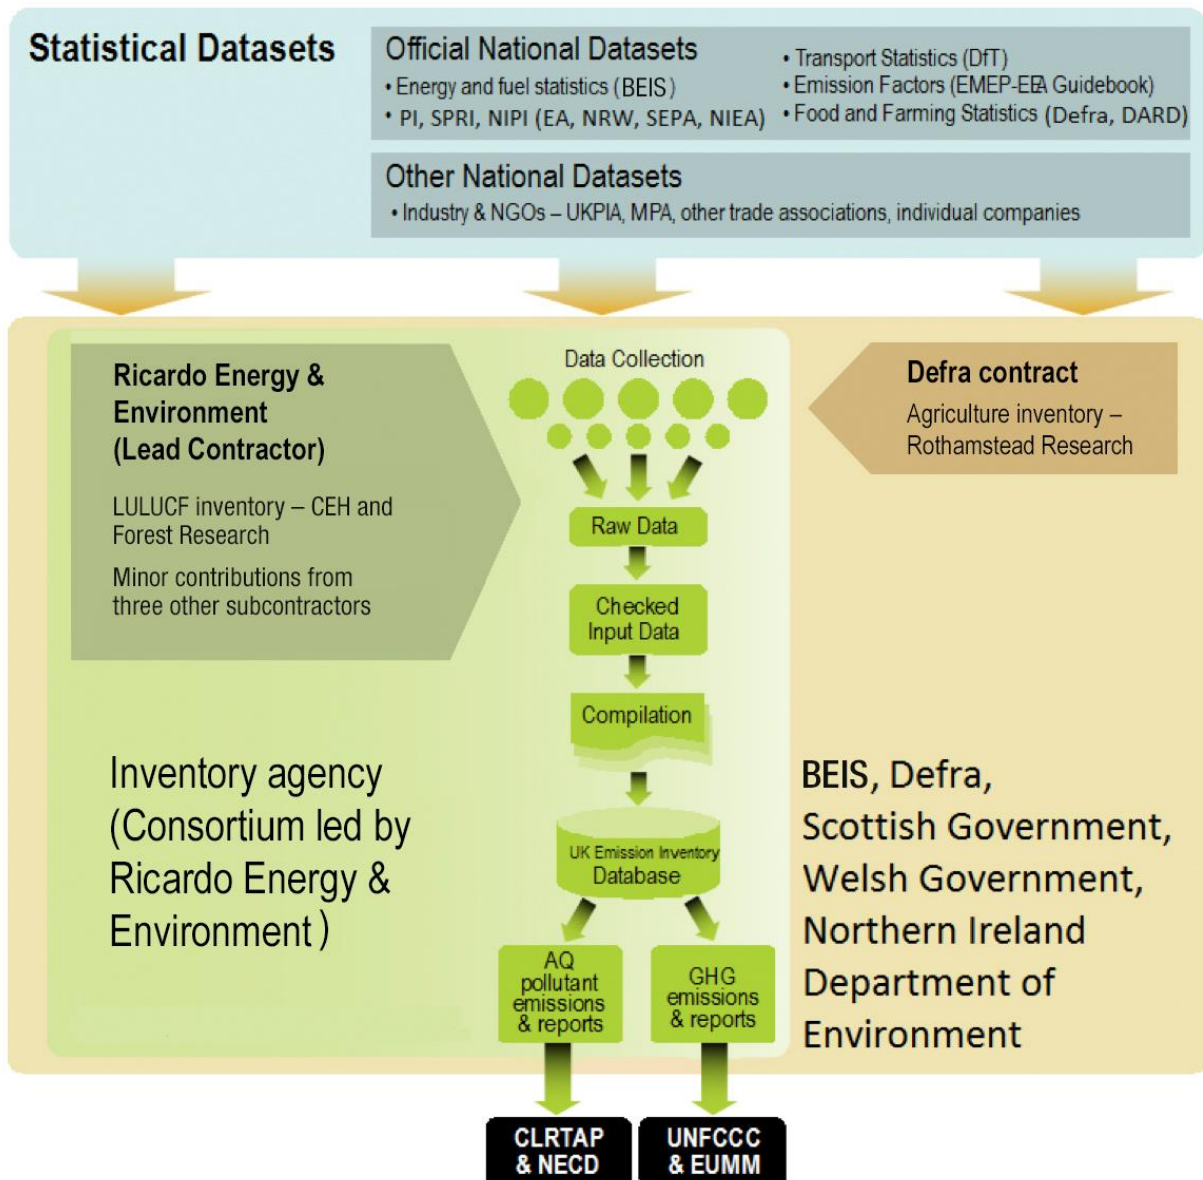 Statistical Datasets
Official National Datasets
• Energy and fuel statistics (BEIS)
• PI, SPRI, NIPI (EA, NRW, SEPA, NIEA)
• Transport Statistics (DfT)
• Emission Factors (EMEP-EEA Guidebook)
• Food and Farming Statistics (Defra, DARD)
Other National Datasets
• Industry & NGOs – UKPIA, MPA, other trade associations, individual companies
Ricardo Energy &
Environment
(Lead Contractor)
LULUCF inventory – CEH and
Forest Research
Minor contributions from
three other subcontractors
Data Collection
Raw Data
Checked
Input Data
Compilation
UK Emission Inventory
Database
AQ
pollutant
emissions
& reports
GHG
emissions
& reports
Defra contract
Agriculture inventory –
Rothamstead Research
Inventory agency
(Consortium led by
Ricardo Energy &
Environment)
BEIS, Defra,
Scottish Government,
Welsh Government,
Northern Ireland
Department of
Environment
CLRTAP
& NECD
UNFCCC
& EUMM